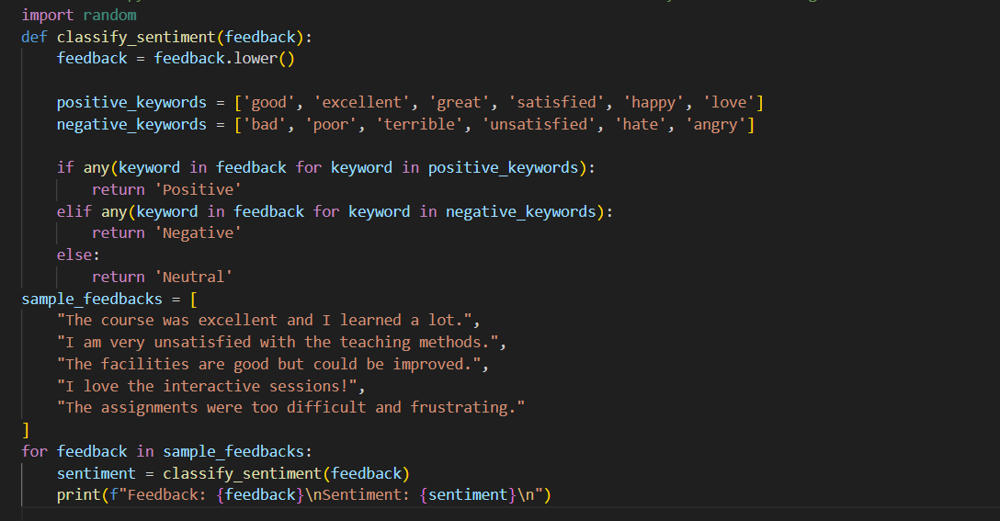 import random
def classify_sentiment(feedback):
    feedback = feedback.lower()

    positive_keywords = ['good', 'excellent', 'great', 'satisfied', 'happy', 'love']
    negative_keywords = ['bad', 'poor', 'terrible', 'unsatisfied', 'hate', 'angry']

    if any(keyword in feedback for keyword in positive_keywords):
        return 'Positive'
    elif any(keyword in feedback for keyword in negative_keywords):
        return 'Negative'
    else:
        return 'Neutral'
sample_feedbacks = [
    "The course was excellent and I learned a lot.",
    "I am very unsatisfied with the teaching methods.",
    "The facilities are good but could be improved.",
    "I love the interactive sessions!",
    "The assignments were too difficult and frustrating."
]
for feedback in sample_feedbacks:
    sentiment = classify_sentiment(feedback)
    print(f"Feedback: {feedback}\nSentiment: {sentiment}\n")